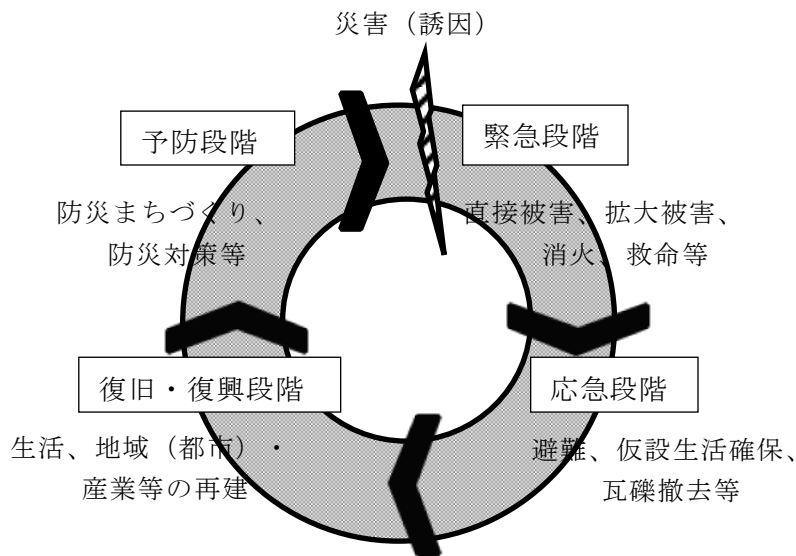 災害（誘因）
予防段階
防災まちづくり、
防災対策等
緊急段階
直接被害、拡大被害、
消火、救命等
応急段階
避難、仮設生活確保、
瓦礫撤去等
復旧・復興段階
生活、地域（都市）・
産業等の再建